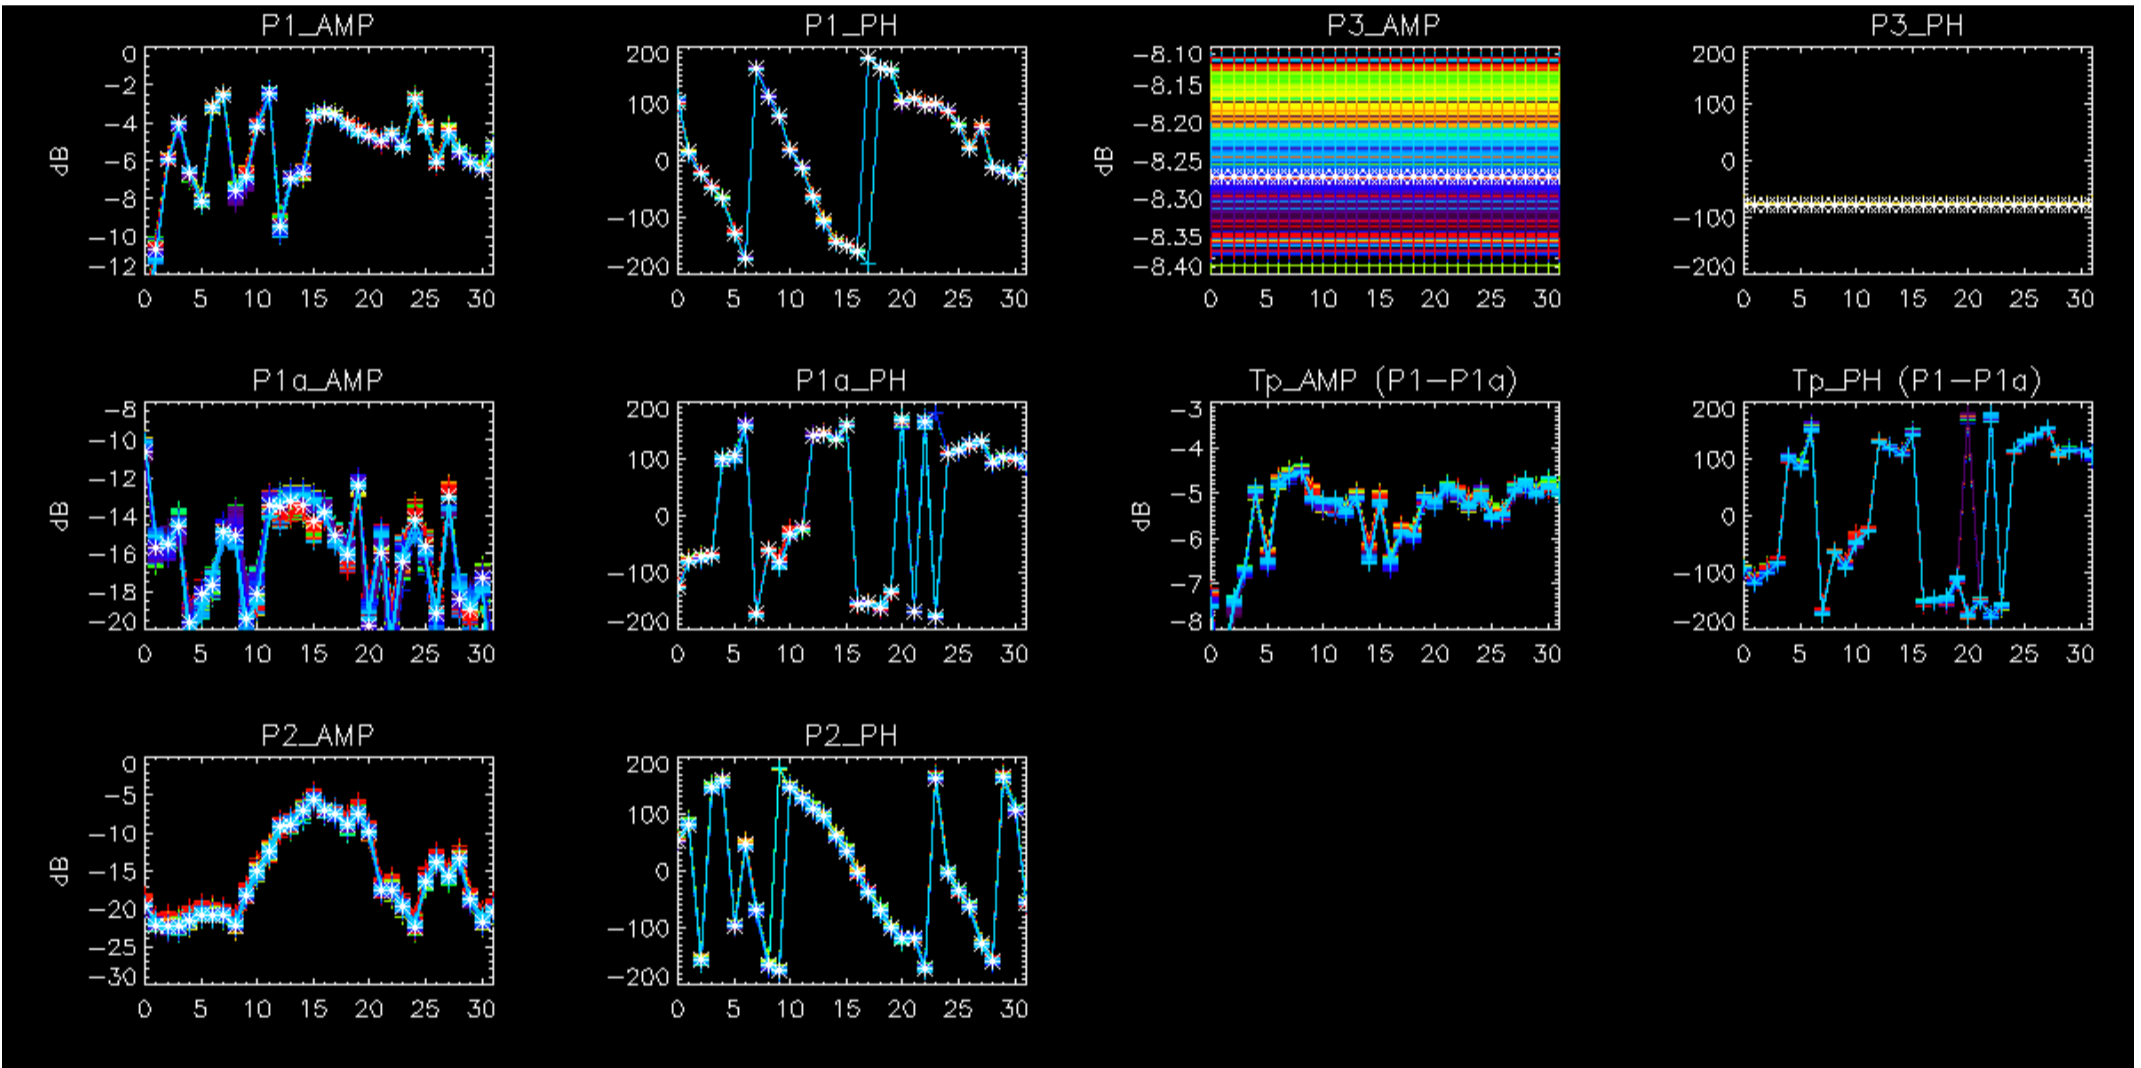 P1_AMP P1_PH P3_AMP P3_PH
0 200 −8.10 200
−2 −8.15
100 100
−4 −8.20
dB −6 0 dB −8.25 0
−8 −8.30
−100 −100
−10 −8.35
−12 −200 −8.40 −200
0 5 10 15 20 25 30 0 5 10 15 20 25 30 0 5 10 15 20 25 30 0 5 10 15 20 25 30
P1a_AMP P1a_PH Tp_AMP (P1−P1a) Tp_PH (P1−P1a)
−8 200 −3 200
−10
100 −4 100
−12
dB −14 0 dB −5 0
−16 −6
−100 −100
−18 −7
−20 −200 −8 −200
0 5 10 15 20 25 30 0 5 10 15 20 25 30 0 5 10 15 20 25 30 0 5 10 15 20 25 30
P2_AMP P2_PH
0 200
−5
100
−10
dB −15 0
−20
−100
−25
−30 −200
0 5 10 15 20 25 30 0 5 10 15 20 25 30